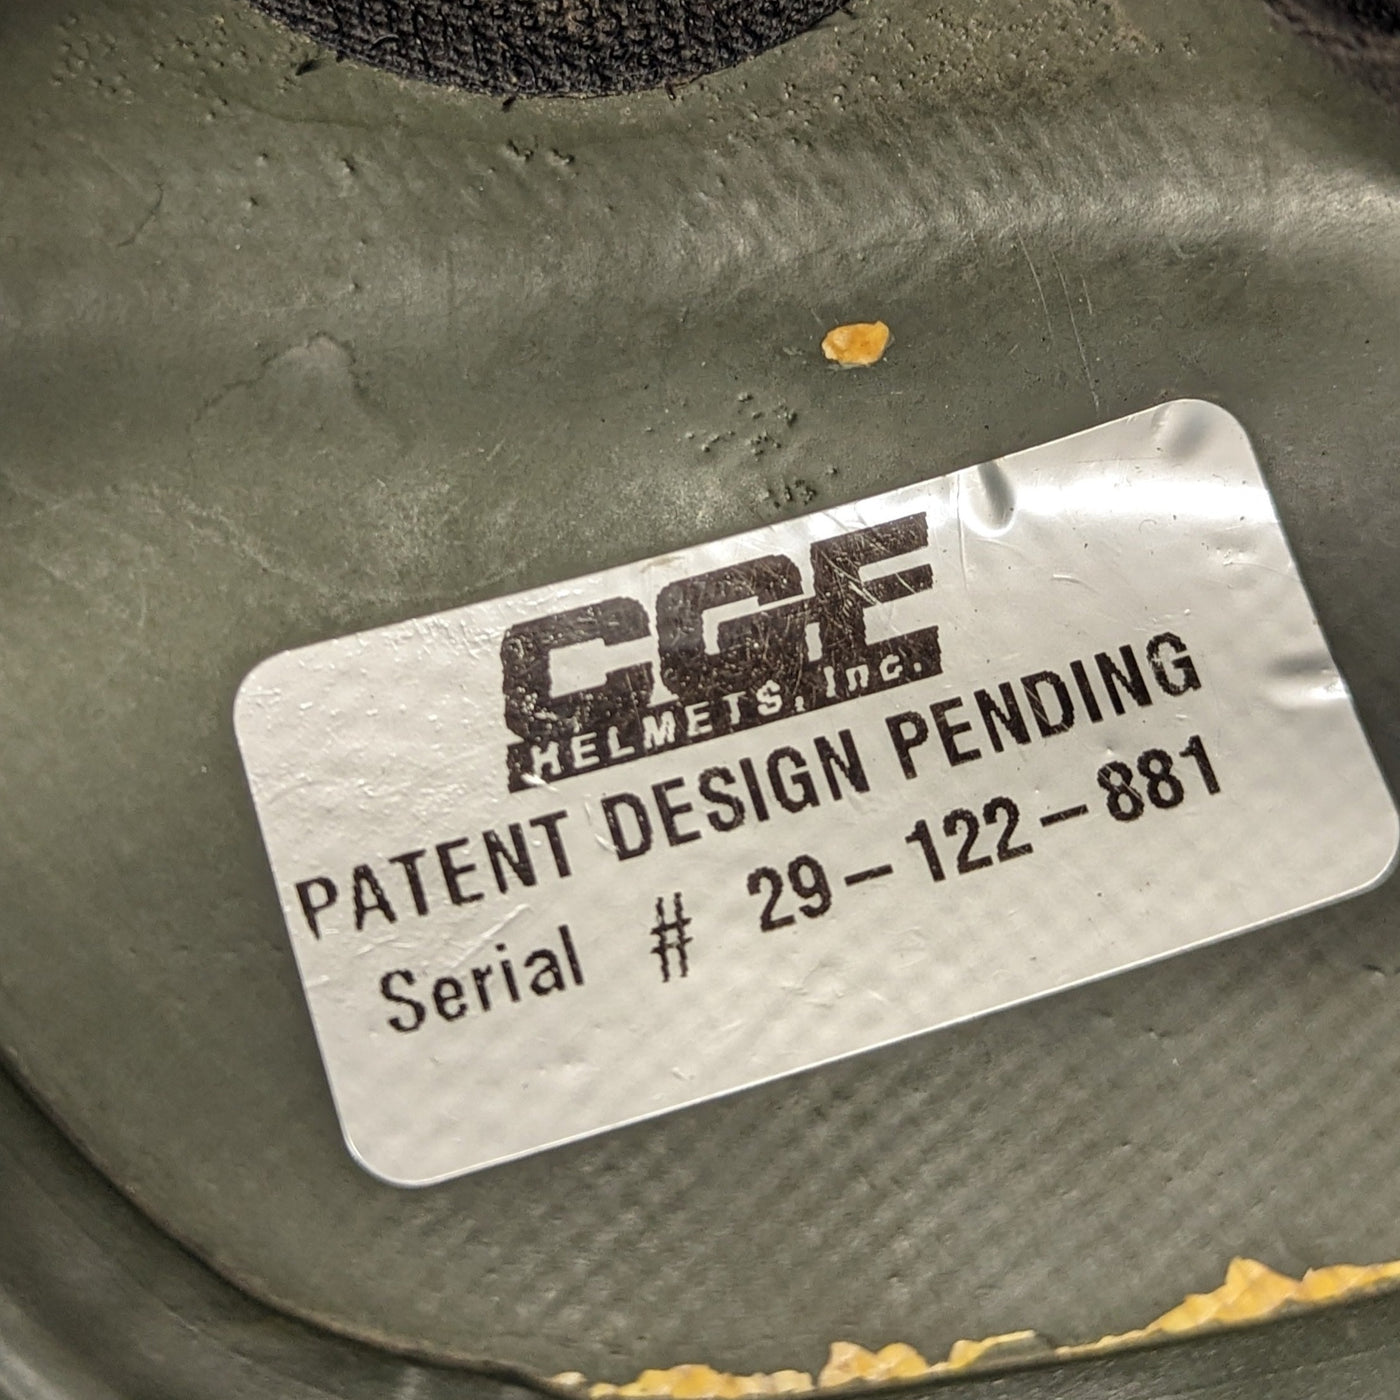 CGE
HELMETS, Inc.
PATENT DESIGN PENDING
Serial # 29-122-881